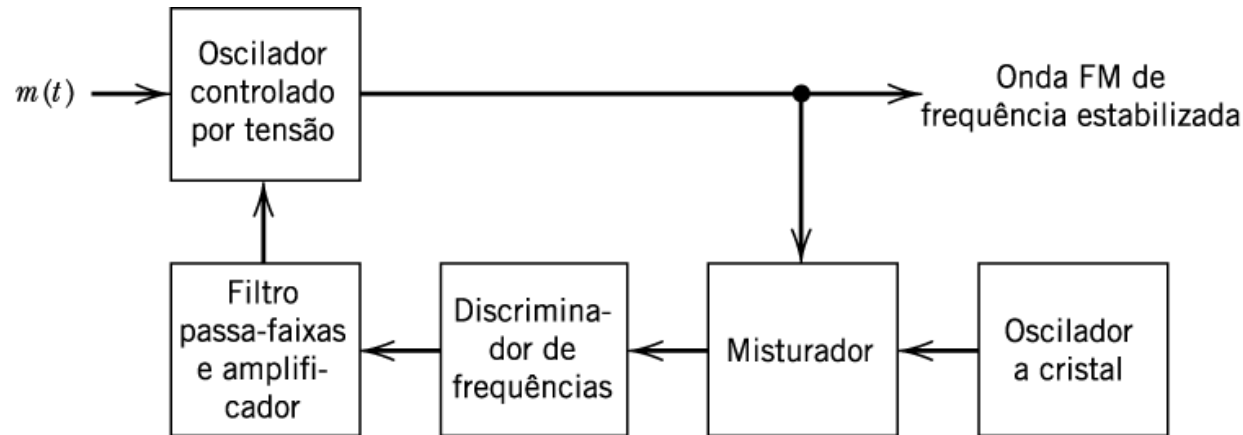 Oscilador
controlado
por tensão
m(t)
Onda FM de
frequência estabilizada
Filtro
passa-faixas
e amplifi-
cador
Discrimina-
dor de
frequências
Misturador
Oscilador
a cristal